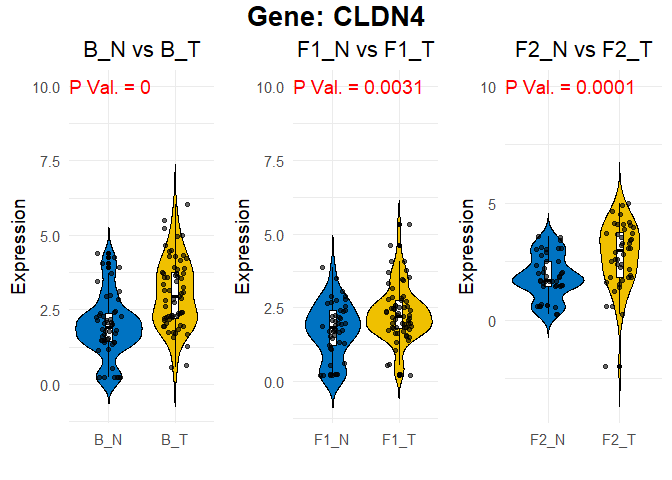 Gene: CLDN4
B_N vs B_T
F1_N vs F1_T
F2_N vs F2_T
P Val. = 0
P Val. = 0.0031
P Val. = 0.0001
Expression
10.0
7.5
5.0
2.5
0.0
B_N
B_T
Expression
10.0
7.5
5.0
2.5
0.0
F1_N
F1_T
Expression
10
5
0
F2_N
F2_T